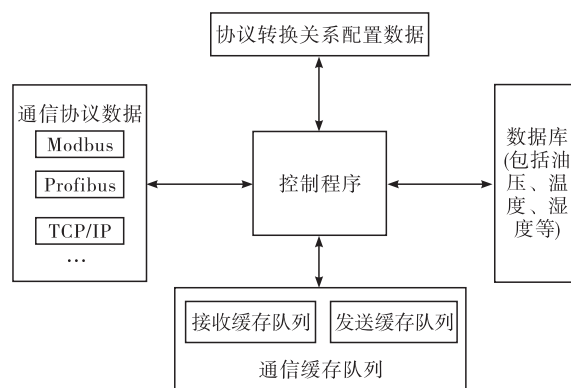 协议转换关系配置数据
通信协议数据
Modbus
Profibus
TCP/IP
…
控制程序
数据库
(包括油
压、温
度、湿
度等)
接收缓存队列
发送缓存队列
通信缓存队列